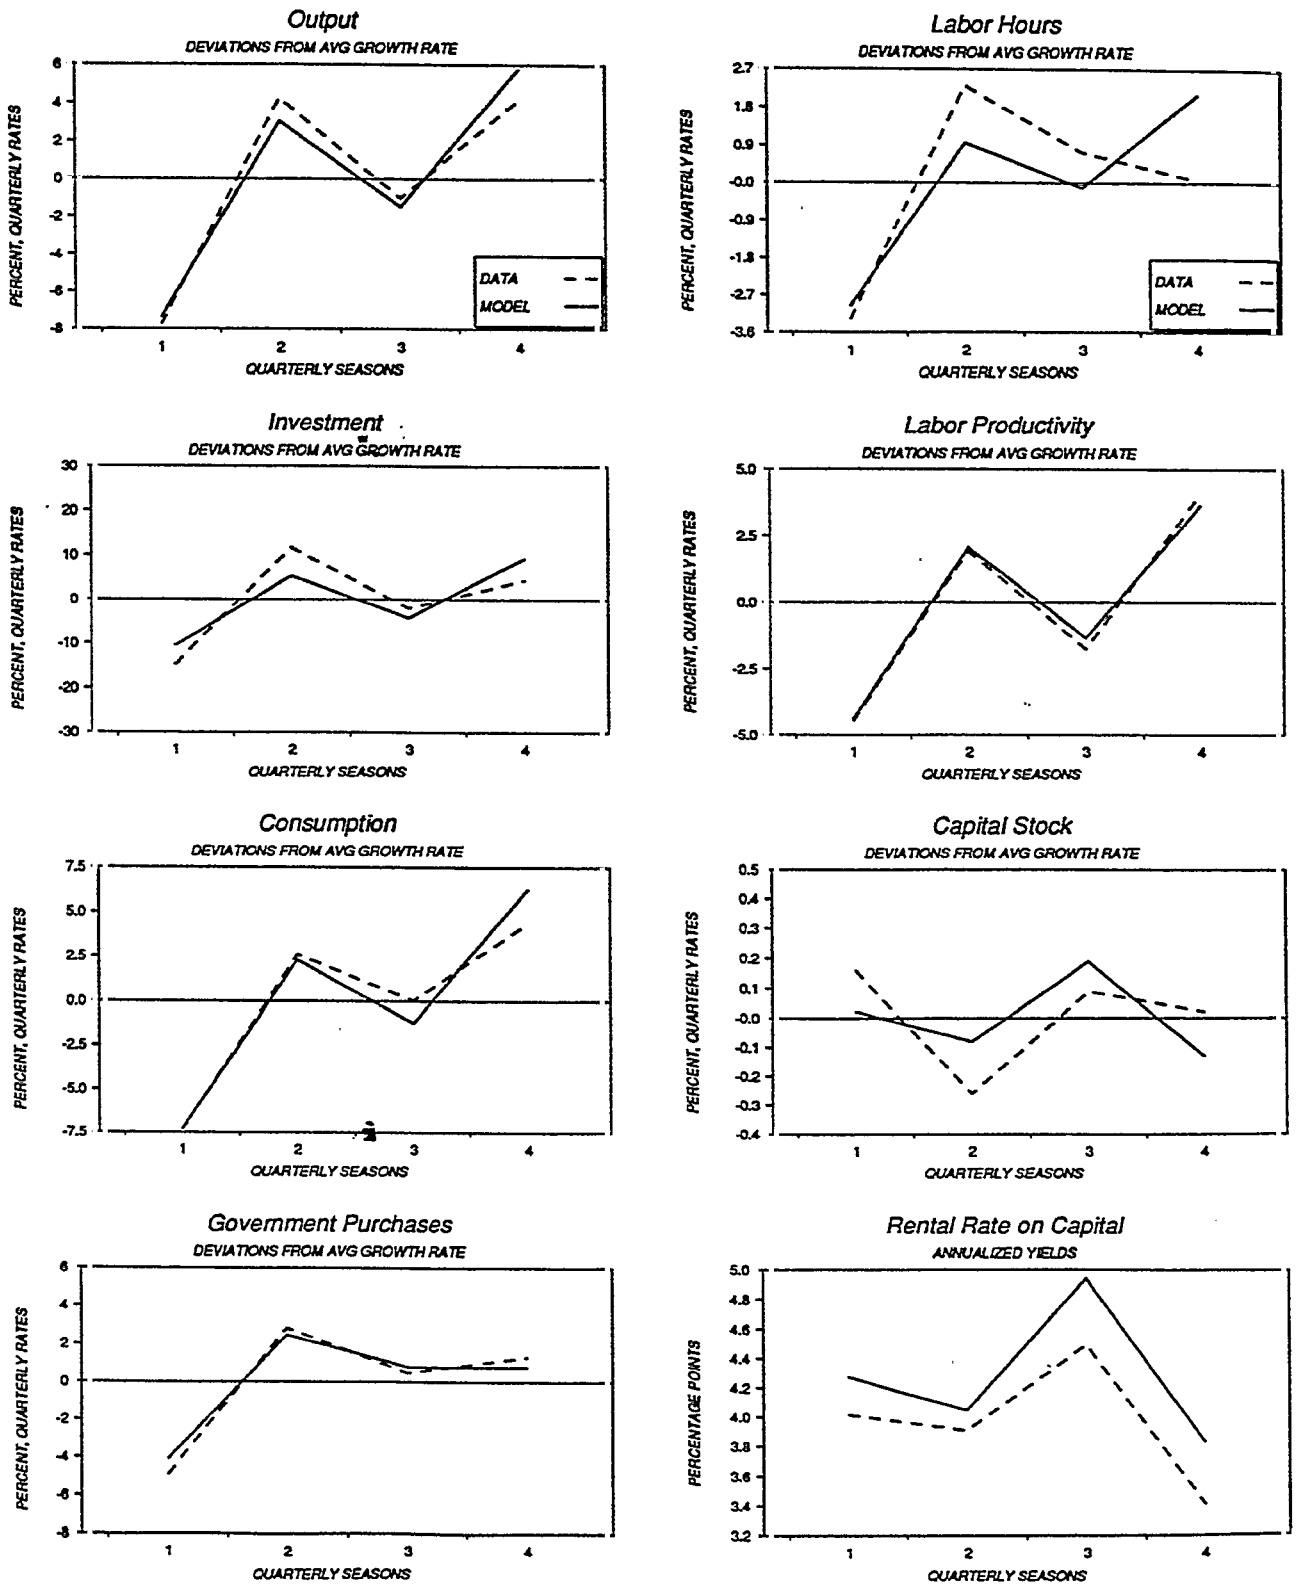 Output
DEVIATIONS FROM AVG GROWTH RATE
PERCENT, QUARTERLY RATES
6
4
2
0
-2
-4
-6
-8
DATA
MODEL
1 2 3 4
QUARTERLY SEASONS
Labor Hours
DEVIATIONS FROM AVG GROWTH RATE
PERCENT, QUARTERLY RATES
2.7
1.8
0.9
-0.0
-0.9
-1.8
-2.7
-3.6
DATA
MODEL
1 2 3 4
QUARTERLY SEASONS
Investment
DEVIATIONS FROM AVG GROWTH RATE
PERCENT, QUARTERLY RATES
30
20
10
0
-10
-20
-30
1 2 3 4
QUARTERLY SEASONS
Labor Productivity
DEVIATIONS FROM AVG GROWTH RATE
PERCENT, QUARTERLY RATES
5.0
2.5
0.0
-2.5
-5.0
1 2 3 4
QUARTERLY SEASONS
Consumption
DEVIATIONS FROM AVG GROWTH RATE
PERCENT, QUARTERLY RATES
7.5
5.0
2.5
0.0
-2.5
-5.0
-7.5
1 2 3 4
QUARTERLY SEASONS
Capital Stock
DEVIATIONS FROM AVG GROWTH RATE
PERCENT, QUARTERLY RATES
0.5
0.4
0.3
0.2
0.1
-0.0
-0.1
-0.2
-0.3
-0.4
1 2 3 4
QUARTERLY SEASONS
Government Purchases
DEVIATIONS FROM AVG GROWTH RATE
PERCENT, QUARTERLY RATES
6
4
2
0
-2
-4
-6
-8
1 2 3 4
QUARTERLY SEASONS
Rental Rate on Capital
ANNUALIZED YIELDS
PERCENTAGE POINTS
5.0
4.8
4.6
4.4
4.2
4.0
3.8
3.6
3.4
3.2
1 2 3 4
QUARTERLY SEASONS